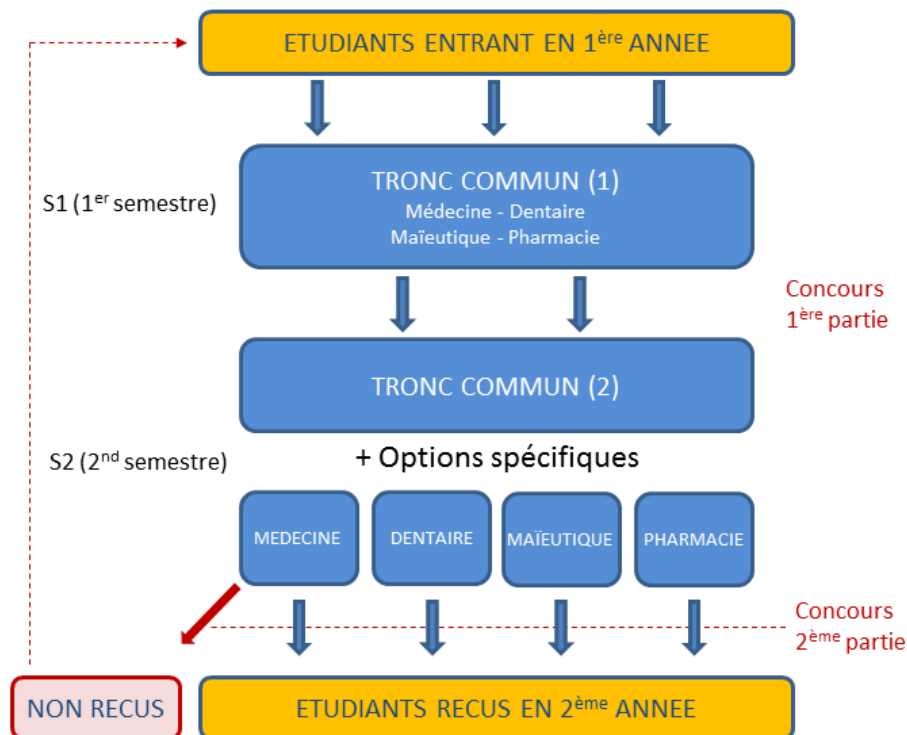 ETUDIANTS ENTRANT EN 1ère ANNEE
TRONC COMMUN (1)
Médecine - Dentaire
Maïeutique - Pharmacie
S1 (1er semestre)
Concours
1ère partie
TRONC COMMUN (2)
S2 (2nd semestre)
+ Options spécifiques
MEDECINE
DENTAIRE
MAÏEUTIQUE
PHARMACIE
Concours
2ème partie
NON RECUS
ETUDIANTS RECUS EN 2ème ANNEE